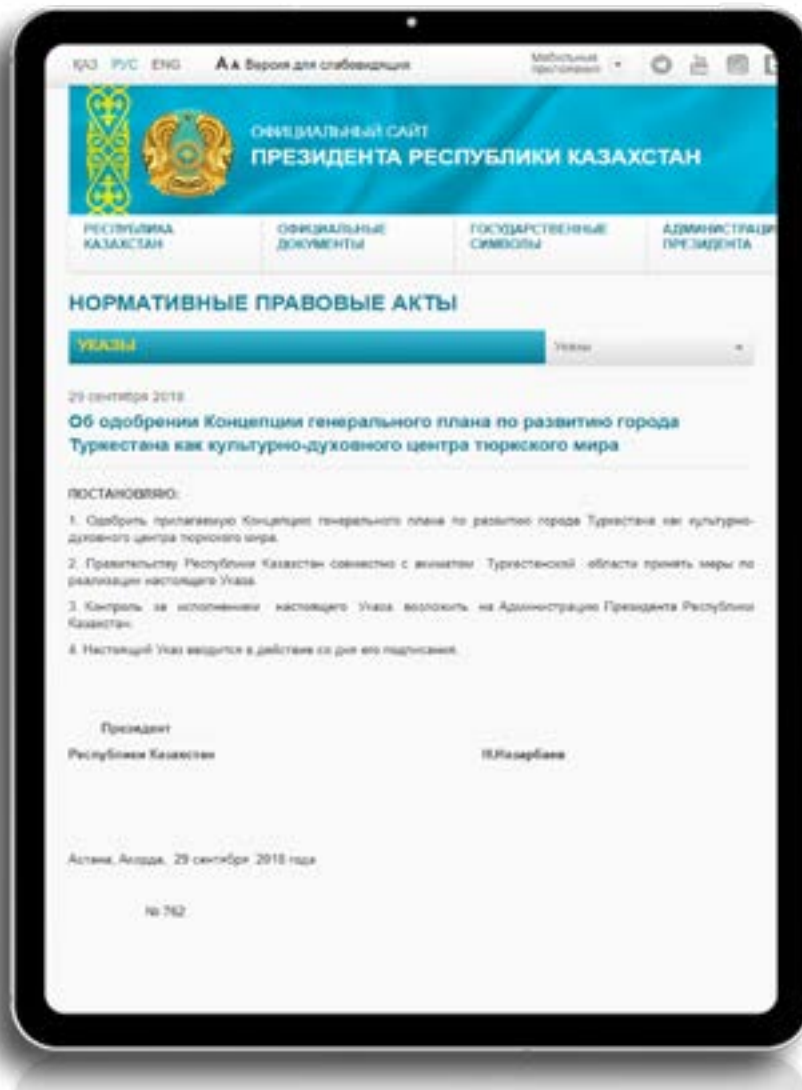 ҚАЗ РУС ENG А А Версия для слабовидящих Мобильные приложения
ОФИЦИАЛЬНЫЙ САЙТ
ПРЕЗИДЕНТА РЕСПУБЛИКИ КАЗАХСТАН
РЕСПУБЛИКА КАЗАХСТАН
ОФИЦИАЛЬНЫЕ ДОКУМЕНТЫ
ГОСУДАРСТВЕННЫЕ СИМВОЛЫ
АДМИНИСТРАЦИ ПРЕЗИДЕНТА
НОРМАТИВНЫЕ ПРАВОВЫЕ АКТЫ
УКАЗЫ Указы
29 сентября 2018
Об одобрении Концепции генерального плана по развитию города
Туркестана как культурно-духовного центра тюркского мира
ПОСТАНОВЛЯЮ:
1. Одобрить прилагаемую Концепцию генерального плана по развитию города Туркестана как культурно-
духовного центра тюркского мира.
2. Правительству Республики Казахстан совместно с акиматом Туркестанской области принять меры по
реализации настоящего Указа.
3. Контроль за исполнением настоящего Указа возложить на Администрацию Президента Республики
Казахстан.
4. Настоящий Указ вводится в действие со дня его подписания.
Президент
Республики Казахстан Н.Назарбаев
Астана, Акорда, 29 сентября 2018 года
№ 762